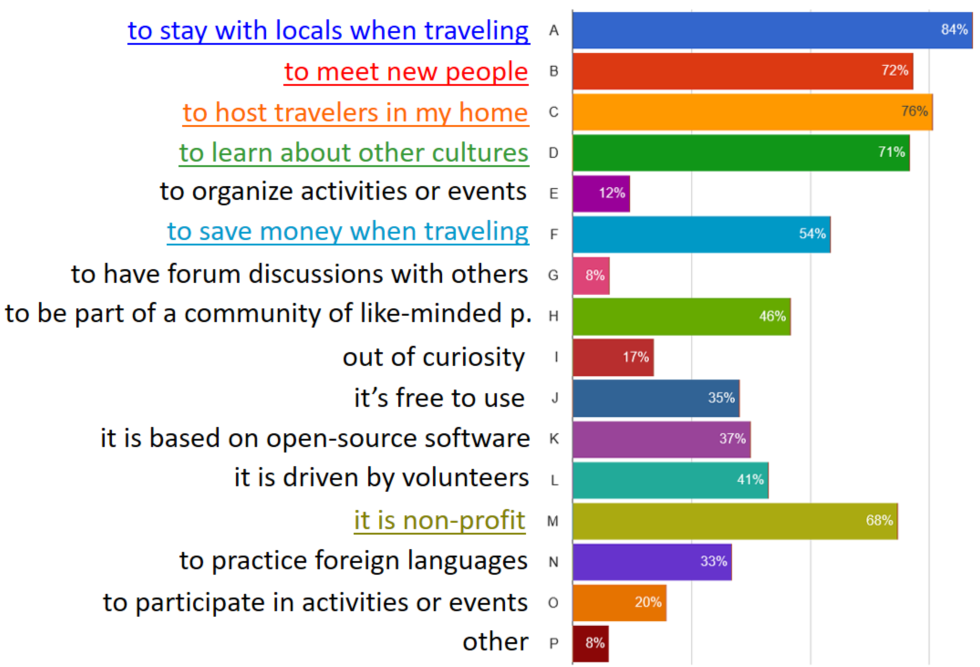 to stay with locals when traveling A 84%
to meet new people B 72%
to host travelers in my home C 76%
to learn about other cultures D 71%
to organize activities or events E 12%
to save money when traveling F 54%
to have forum discussions with others G 8%
to be part of a community of like-minded p. H 46%
out of curiosity I 17%
it's free to use J 35%
it is based on open-source software K 37%
it is driven by volunteers L 41%
it is non-profit M 68%
to practice foreign languages N 33%
to participate in activities or events O 20%
other P 8%